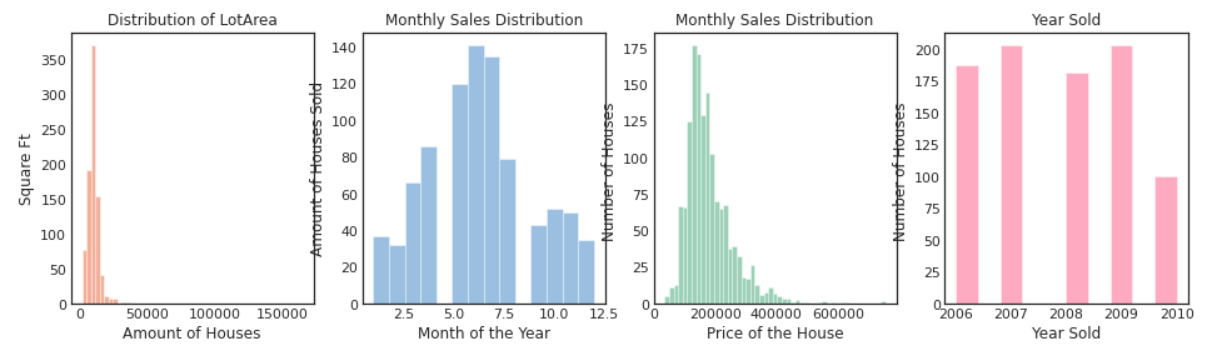 Distribution of LotArea
Square Ft
350
300
250
200
150
100
50
0
0 50000 100000 150000
Amount of Houses
Monthly Sales Distribution
Amount of Houses Sold
140
120
100
80
60
40
20
0
2.5 5.0 7.5 10.0 12.5
Month of the Year
Monthly Sales Distribution
Number of Houses
175
150
125
100
75
50
25
0
0 200000 400000 600000
Price of the House
Year Sold
Number of Houses
200
175
150
125
100
75
50
25
0
2006 2007 2008 2009 2010
Year Sold